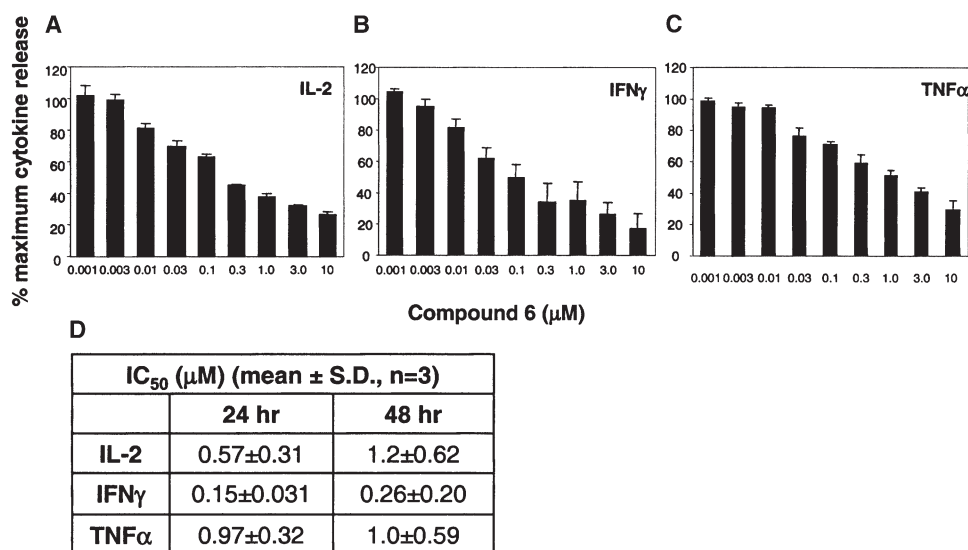 A
B
C
% maximum cytokine release
120
100
80
60
40
20
0
IL-2
0.001 0.003 0.01 0.03 0.1 0.3 1.0 3.0 10
120
100
80
60
40
20
0
IFNγ
0.001 0.003 0.01 0.03 0.1 0.3 1.0 3.0 10
120
100
80
60
40
20
0
TNFα
0.001 0.003 0.01 0.03 0.1 0.3 1.0 3.0 10
Compound 6 (μM)
D
IC50 (μM) (mean ± S.D., n=3)
24 hr 48 hr
IL-2 0.57±0.31 1.2±0.62
IFNγ 0.15±0.031 0.26±0.20
TNFα 0.97±0.32 1.0±0.59